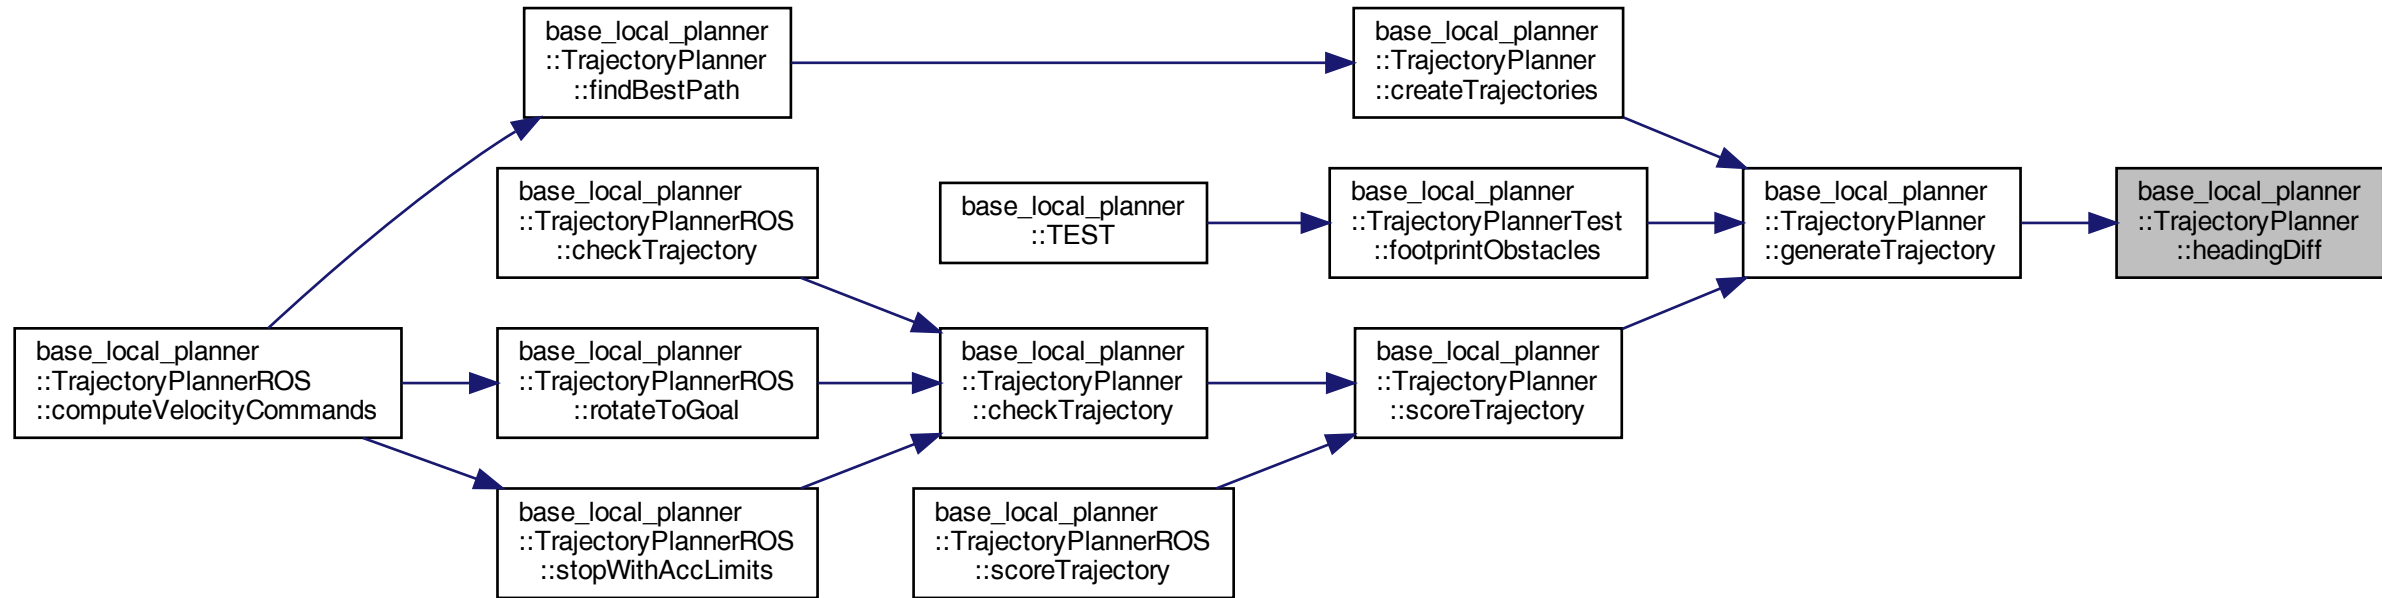 base_local_planner
::TrajectoryPlanner
::findBestPath
base_local_planner
::TrajectoryPlanner
::createTrajectories
base_local_planner
::TrajectoryPlannerROS
::checkTrajectory
base_local_planner
::TEST
base_local_planner
::TrajectoryPlannerTest
::footprintObstacles
base_local_planner
::TrajectoryPlanner
::generateTrajectory
base_local_planner
::TrajectoryPlanner
::headingDiff
base_local_planner
::TrajectoryPlannerROS
::computeVelocityCommands
base_local_planner
::TrajectoryPlannerROS
::rotateToGoal
base_local_planner
::TrajectoryPlanner
::checkTrajectory
base_local_planner
::TrajectoryPlanner
::scoreTrajectory
base_local_planner
::TrajectoryPlannerROS
::stopWithAccLimits
base_local_planner
::TrajectoryPlannerROS
::scoreTrajectory